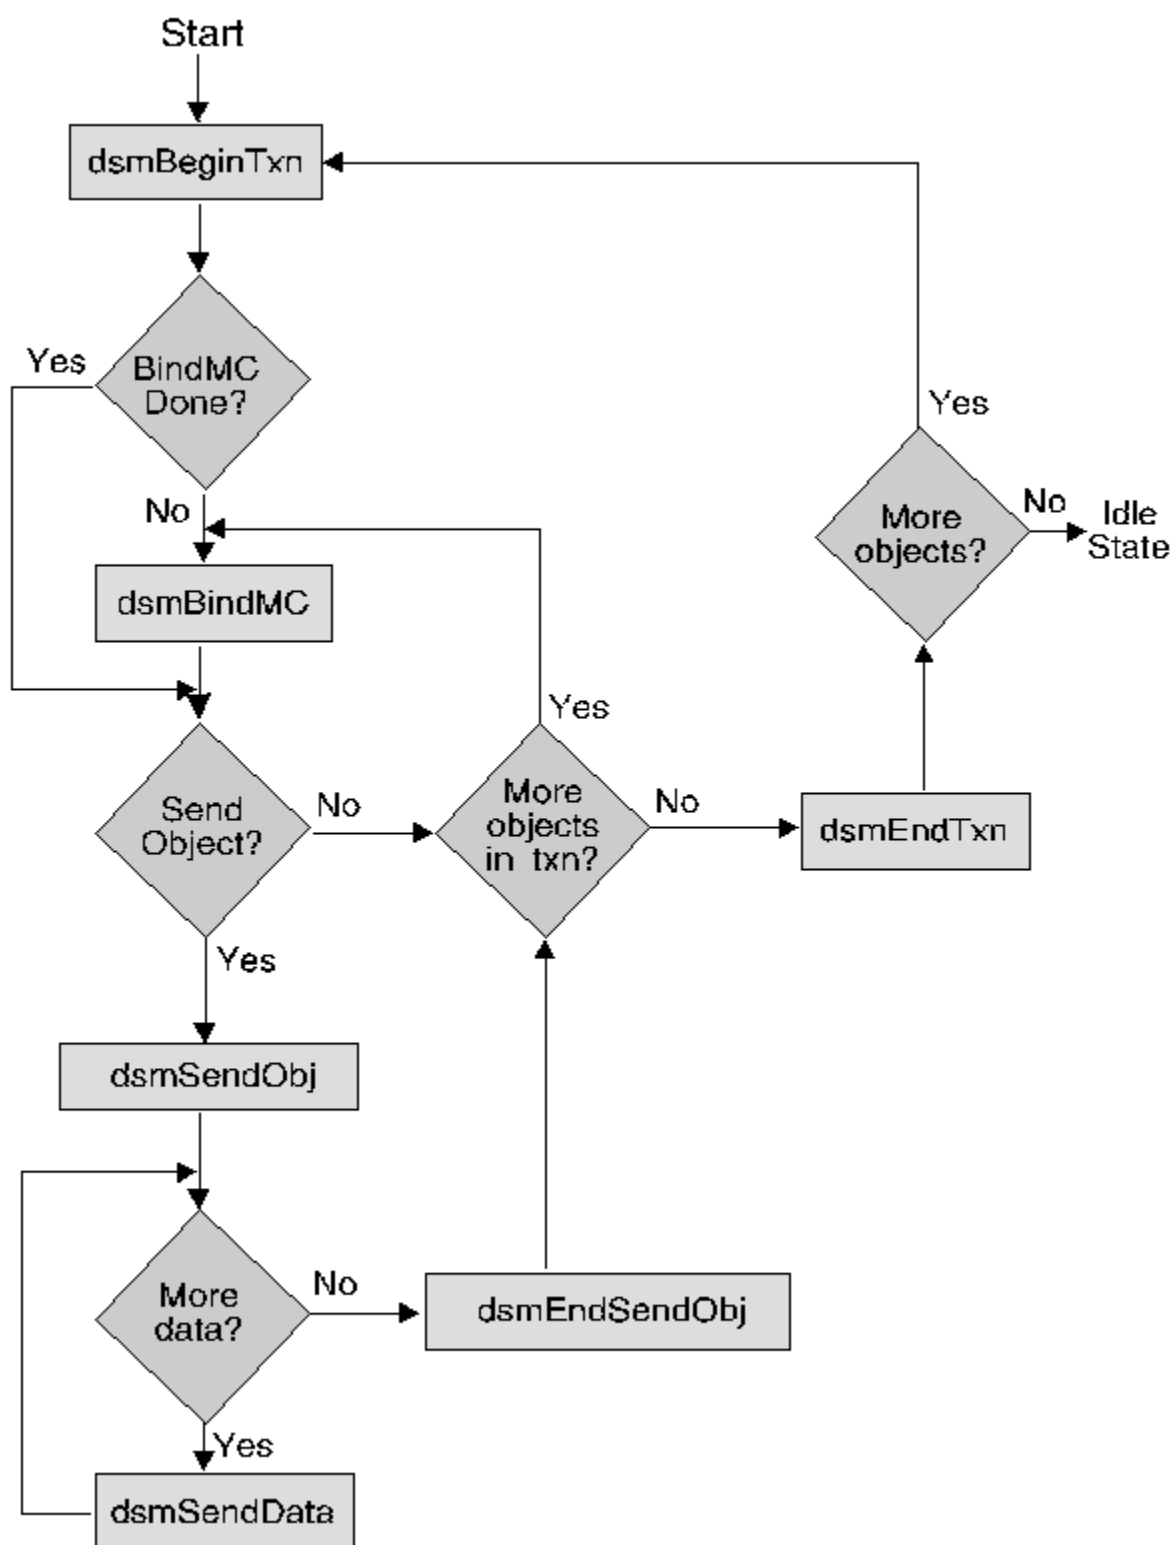 Start
dsmBeginTxn
Yes
BindMC
Done?
No
dsmBindMC
Send
Object?
No
Yes
More
objects
in txn?
Yes
No
dsmEndTxn
More
objects?
Yes
No
Idle
State
dsmSendObj
More
data?
No
dsmEndSendObj
Yes
dsmSendData